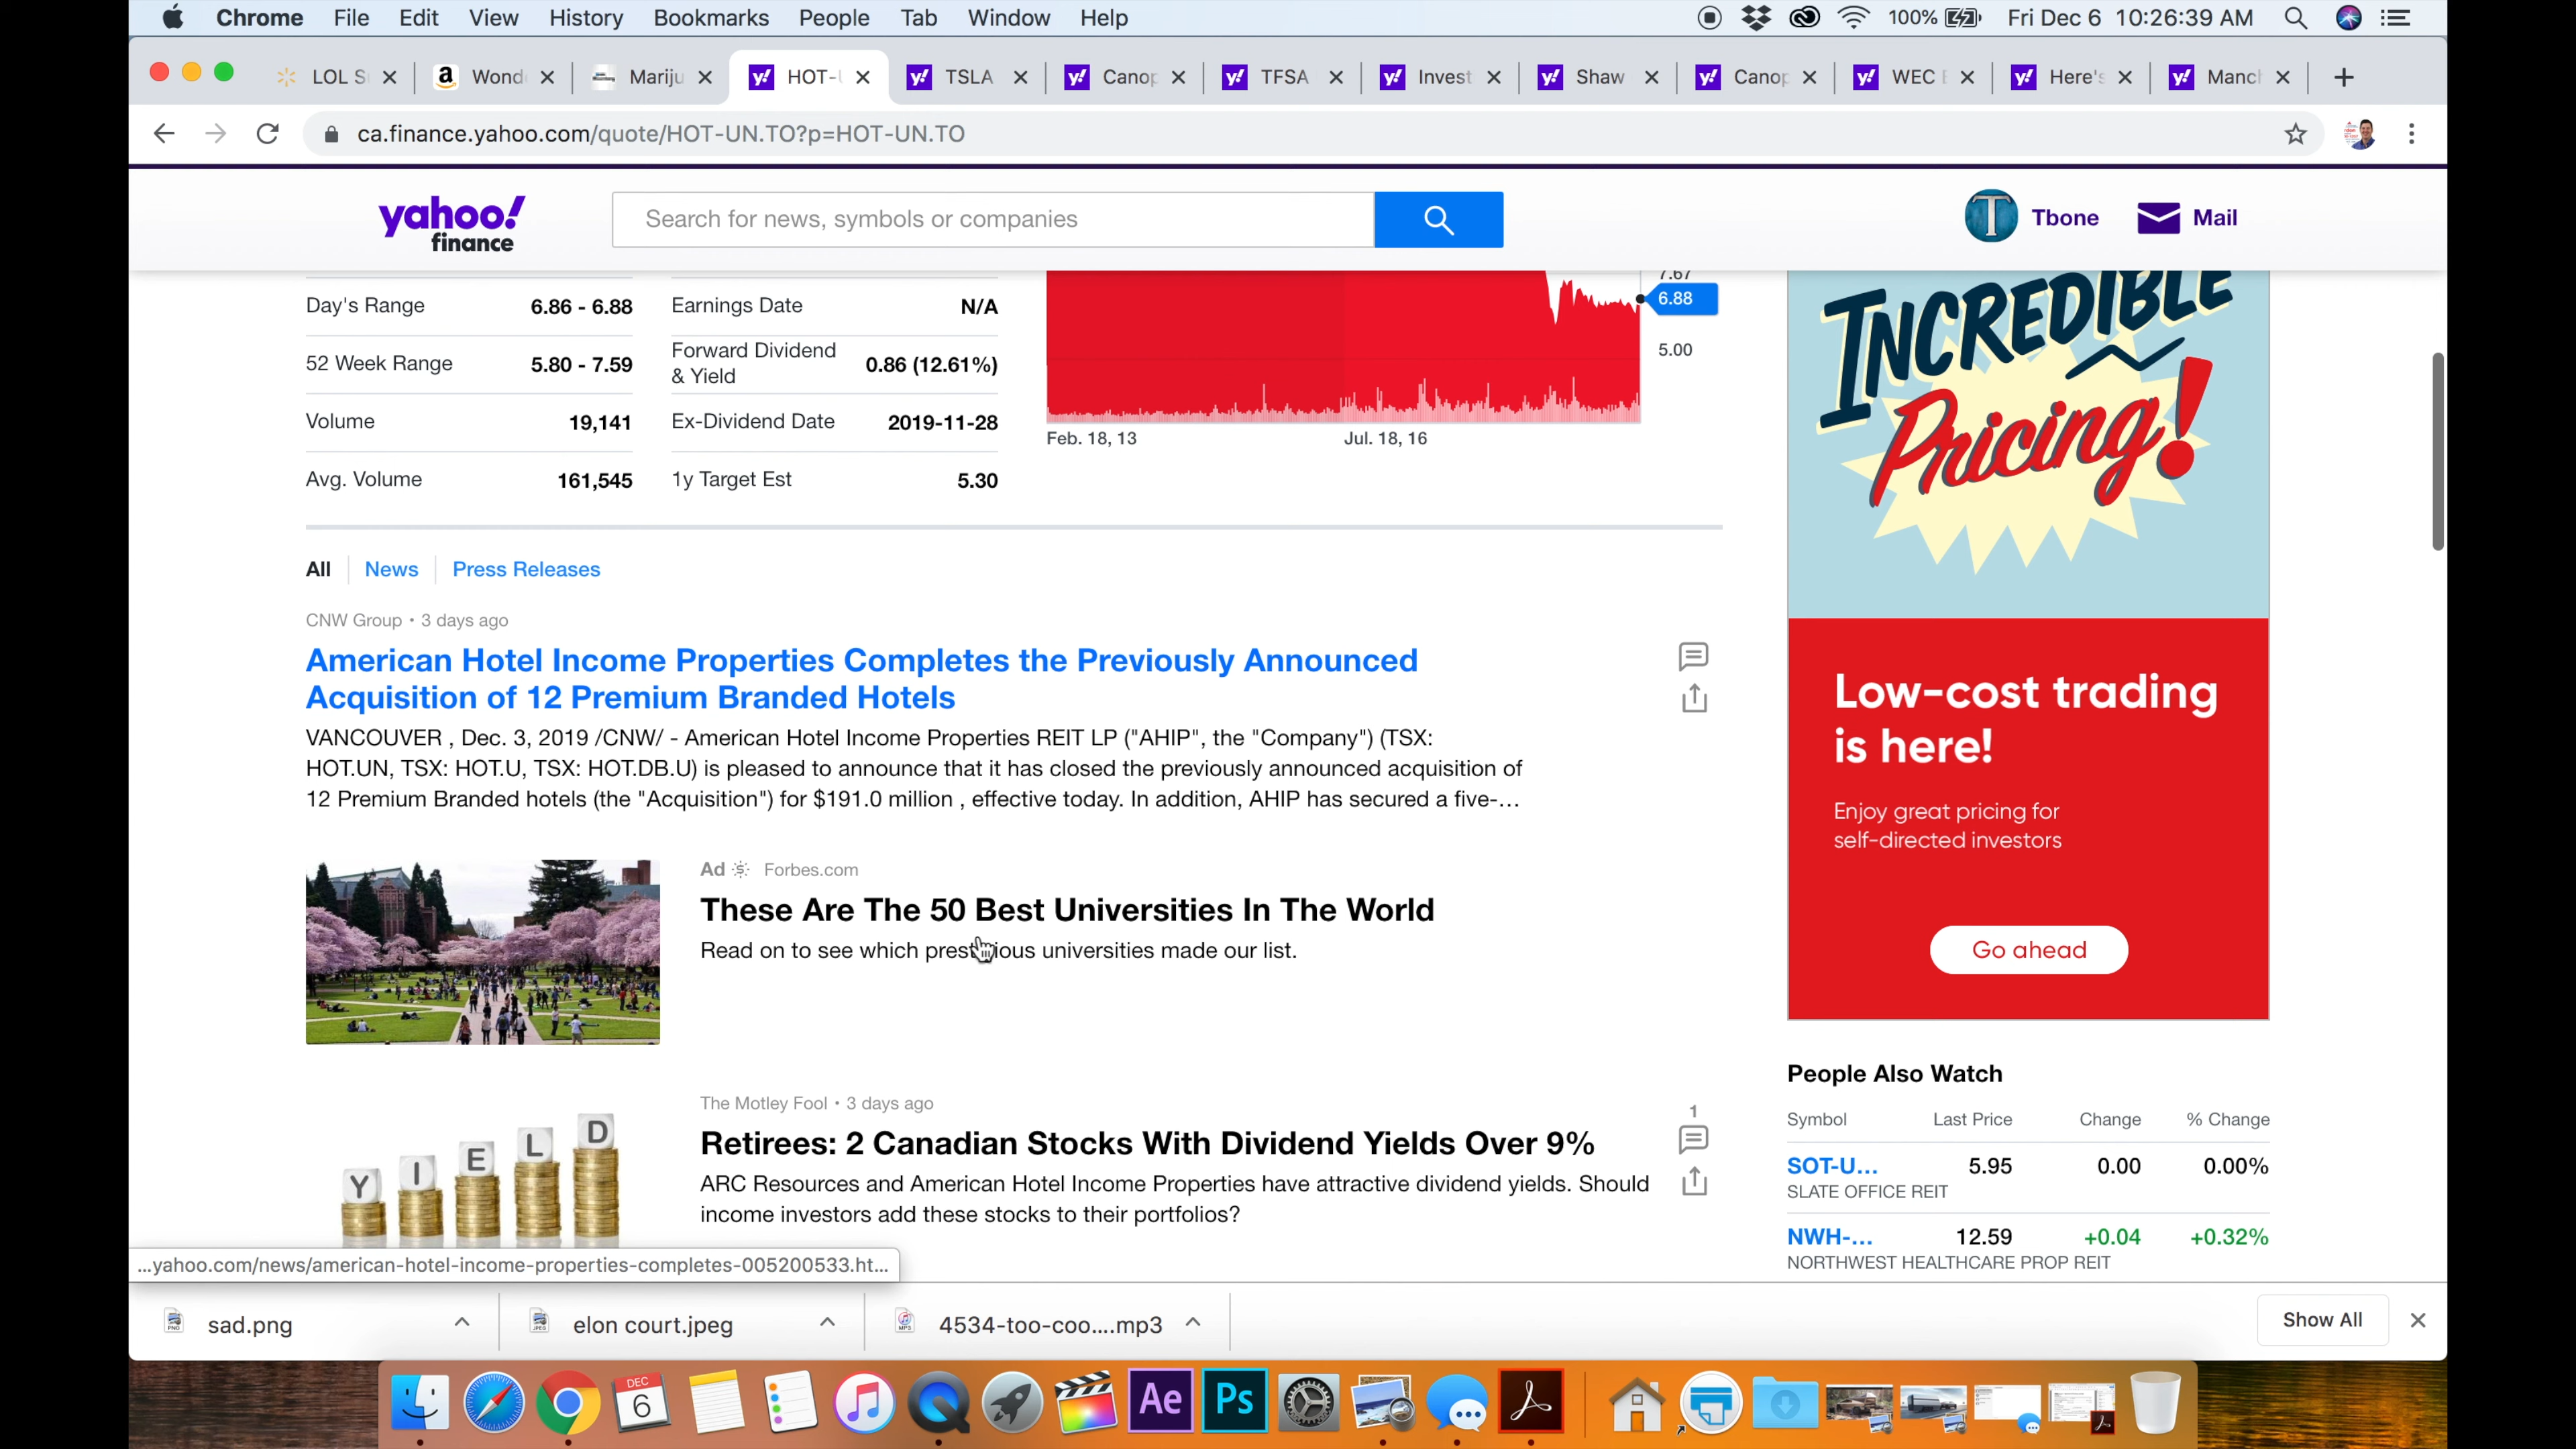 Chrome File Edit View History Bookmarks People Tab Window Help
100% Fri Dec 6 10:26:39 AM
LOL S
a Wond
Mariju
y! HOT-U
y! TSLA
y! Canop
y! TFSA
y! Invest
y! Shaw
y! Canop
y! WEC E
y! Here's
y! Manch
ca.finance.yahoo.com/quote/HOT-UN.TO?p=HOT-UN.TO
yahoo!
finance
Search for news, symbols or companies
T Tbone
Mail
Day's Range 6.86 - 6.88
52 Week Range 5.80 - 7.59
Volume 19,141
Avg. Volume 161,545
Earnings Date N/A
Forward Dividend
& Yield 0.86 (12.61%)
Ex-Dividend Date 2019-11-28
1y Target Est 5.30
7.67
6.88
5.00
Feb. 18, 13 Jul. 18, 16
All News Press Releases
CNW Group • 3 days ago
American Hotel Income Properties Completes the Previously Announced
Acquisition of 12 Premium Branded Hotels
VANCOUVER , Dec. 3, 2019 /CNW/ - American Hotel Income Properties REIT LP ("AHIP", the "Company") (TSX:
HOT.UN, TSX: HOT.U, TSX: HOT.DB.U) is pleased to announce that it has closed the previously announced acquisition of
12 Premium Branded hotels (the "Acquisition") for $191.0 million , effective today. In addition, AHIP has secured a five-...
Ad Forbes.com
These Are The 50 Best Universities In The World
Read on to see which prestigious universities made our list.
YIELD
The Motley Fool • 3 days ago
Retirees: 2 Canadian Stocks With Dividend Yields Over 9%
ARC Resources and American Hotel Income Properties have attractive dividend yields. Should
income investors add these stocks to their portfolios?
1
INCREDIBLE
Pricing!
Low-cost trading
is here!
Enjoy great pricing for
self-directed investors
Go ahead
People Also Watch
Symbol Last Price Change % Change
SOT-U... 5.95 0.00 0.00%
SLATE OFFICE REIT
NWH-... 12.59 +0.04 +0.32%
NORTHWEST HEALTHCARE PROP REIT
...yahoo.com/news/american-hotel-income-properties-completes-005200533.ht...
sad.png
elon court.jpeg
4534-too-coo....mp3
Show All
DEC
6
Ae
Ps